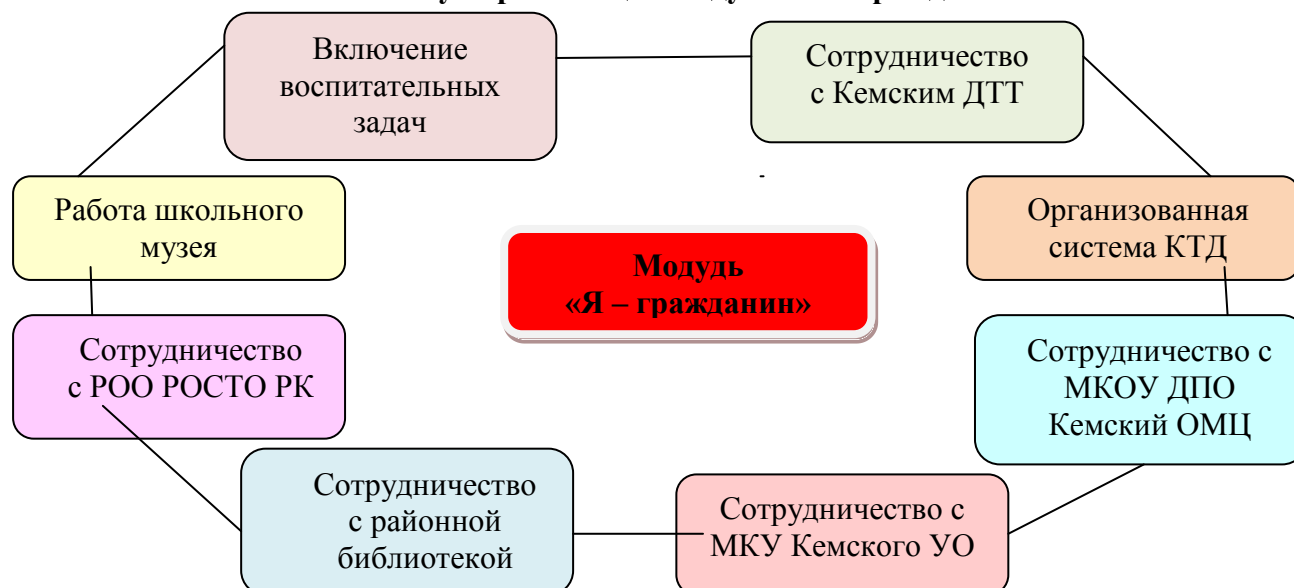 Включение
воспитательных
задач
Сотрудничество
с Кемским ДТТ
Работа школьного
музея
Организованная
система КТД
Модудь
«Я – гражданин»
Сотрудничество
с РОО РОСТО РК
Сотрудничество с
МКОУ ДПО
Кемский ОМЦ
Сотрудничество
с районной
библиотекой
Сотрудничество с
МКУ Кемского УО